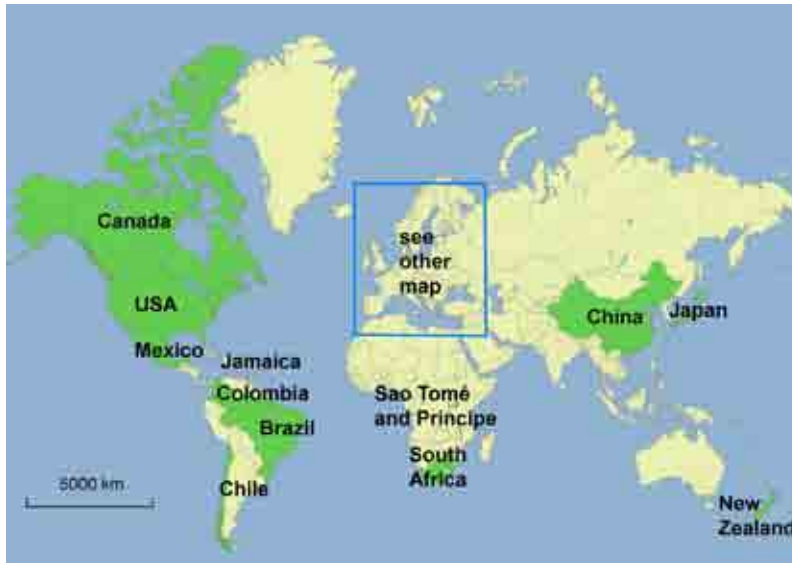 Canada
see
other
map
USA
China
Japan
Mexico
Jamaica
Colombia
Sao Tomé
and Principe
Brazil
South
Africa
Chile
5000 km
New
Zealand